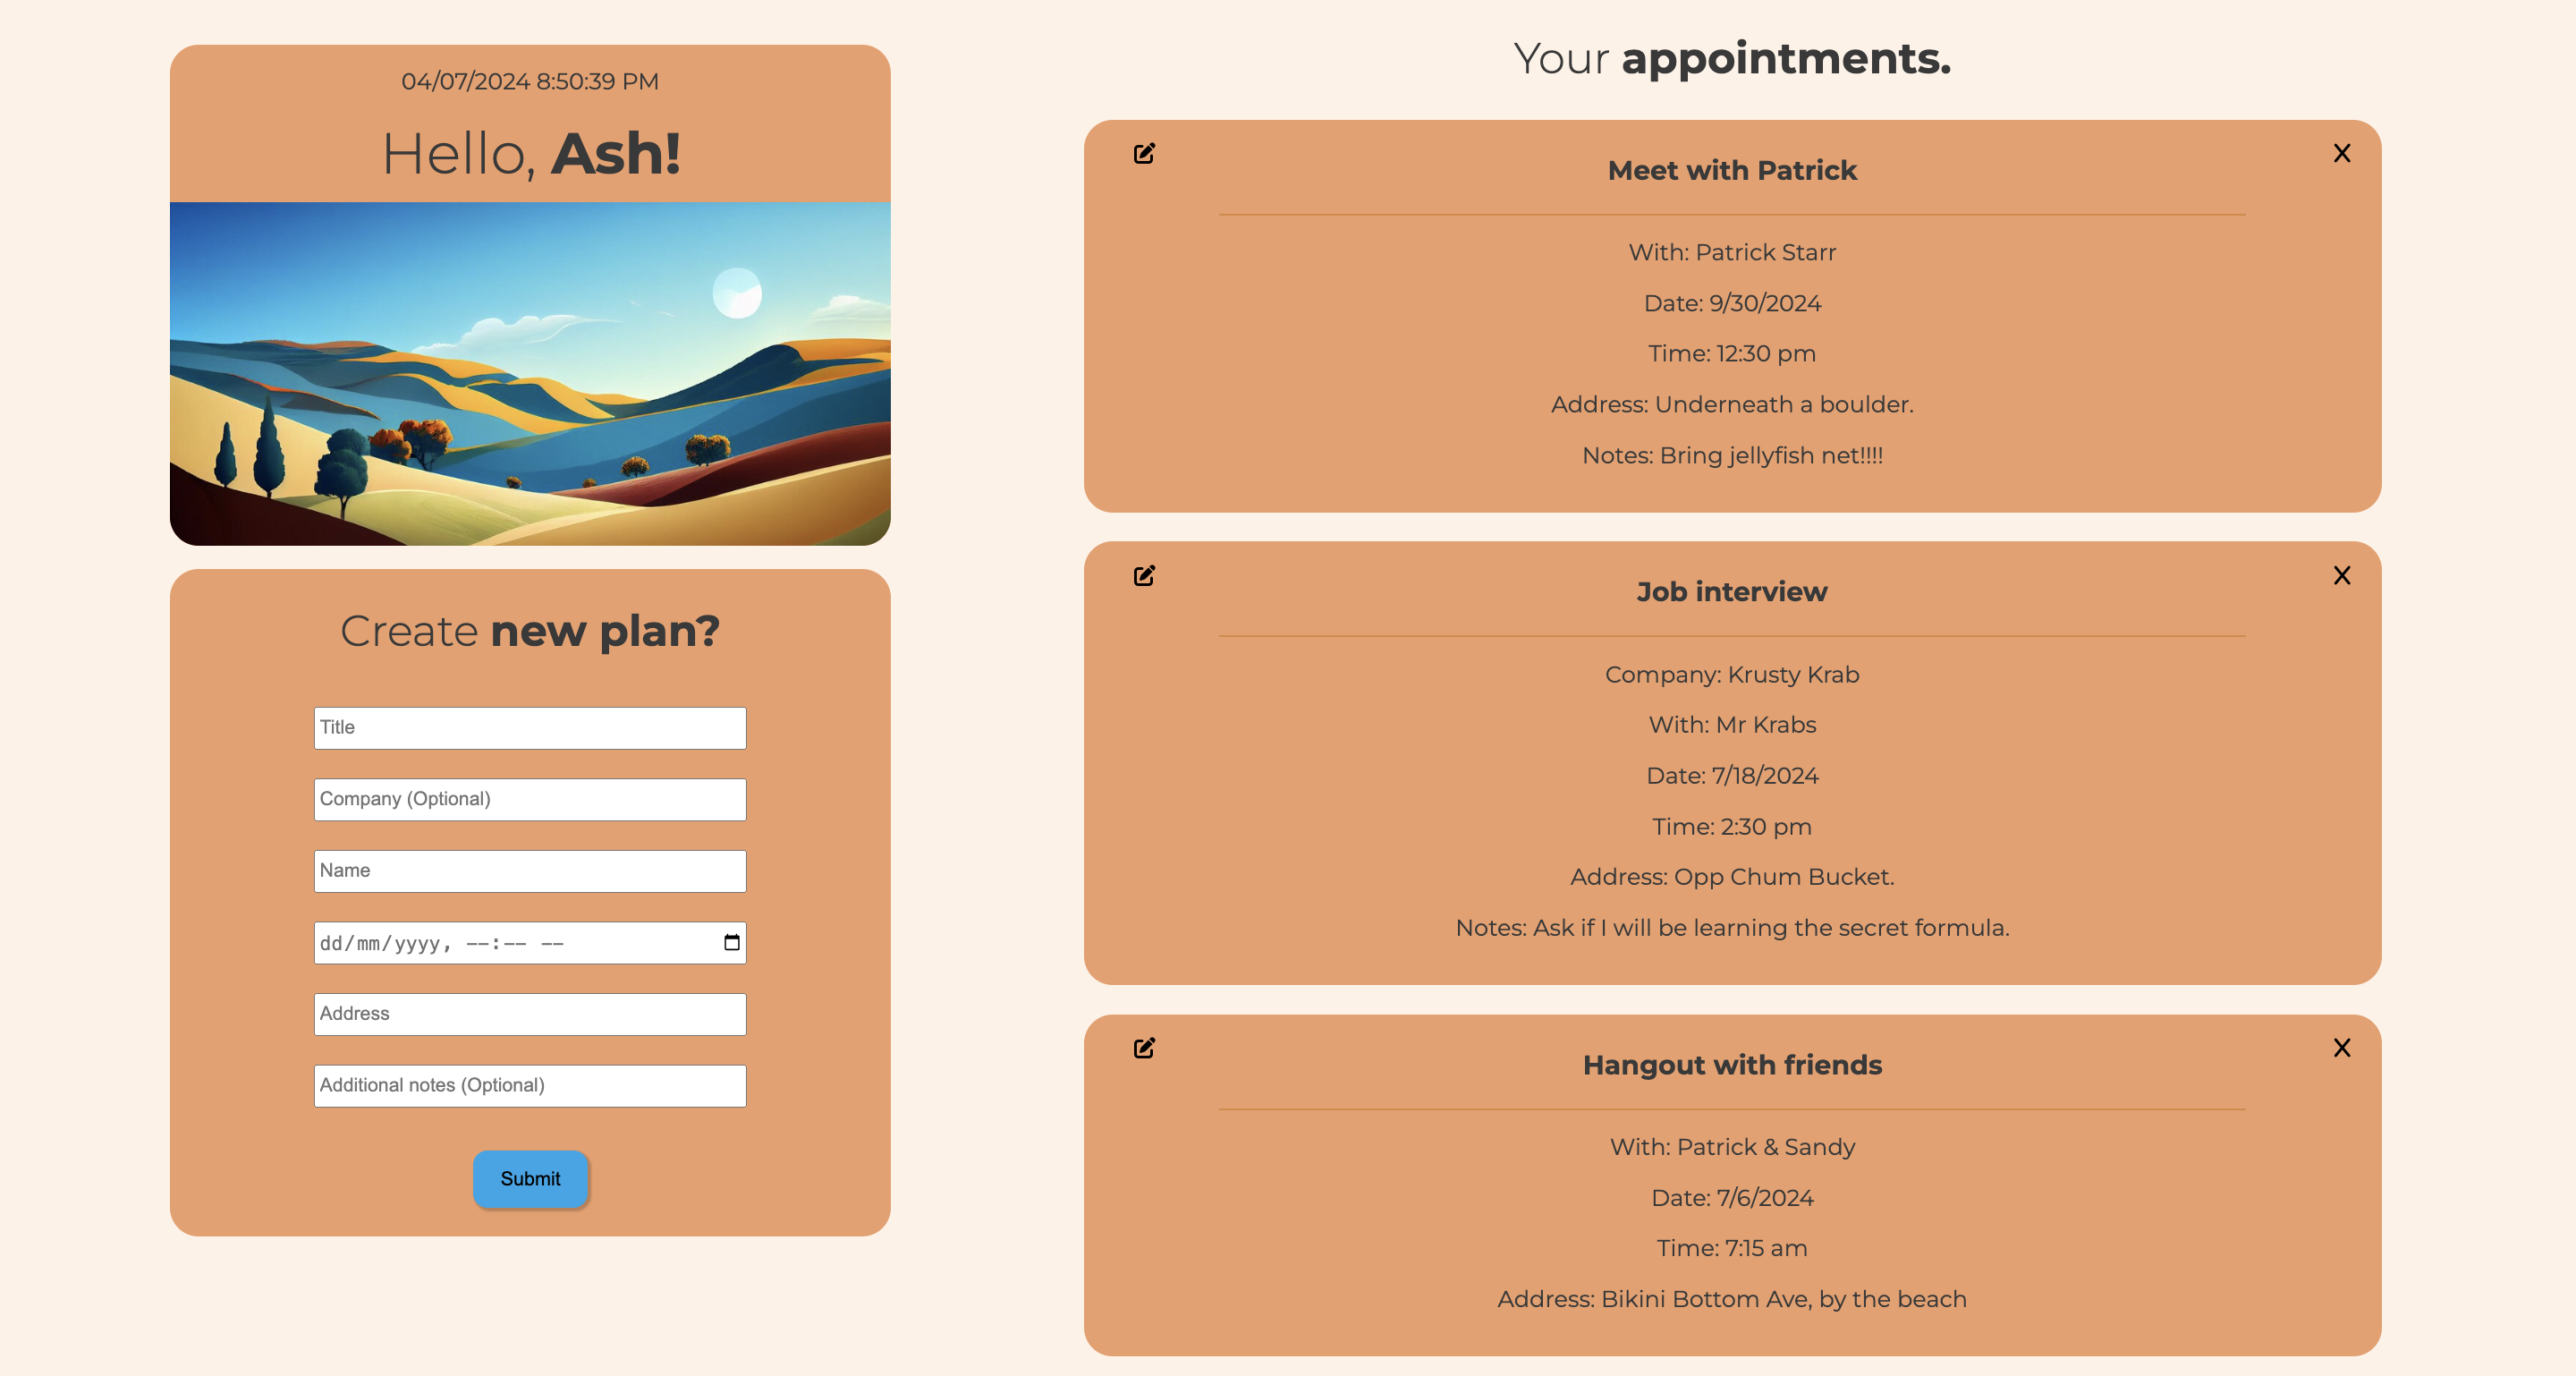 04/07/2024 8:50:39 PM
Hello, Ash!
Create new plan?
Title
Company (Optional)
Name
dd/mm/yyyy, --:-- --
Address
Additional notes (Optional)
Submit
Your appointments.
X
Meet with Patrick
With: Patrick Starr
Date: 9/30/2024
Time: 12:30 pm
Address: Underneath a boulder.
Notes: Bring jellyfish net!!!!
X
Job interview
Company: Krusty Krab
With: Mr Krabs
Date: 7/18/2024
Time: 2:30 pm
Address: Opp Chum Bucket.
Notes: Ask if I will be learning the secret formula.
X
Hangout with friends
With: Patrick & Sandy
Date: 7/6/2024
Time: 7:15 am
Address: Bikini Bottom Ave, by the beach